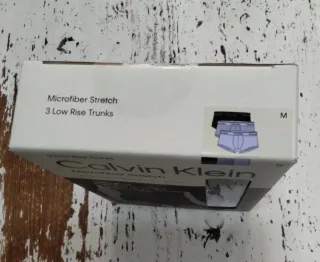 Microfiber Stretch
3 Low Rise Trunks
M
Calvin Klein